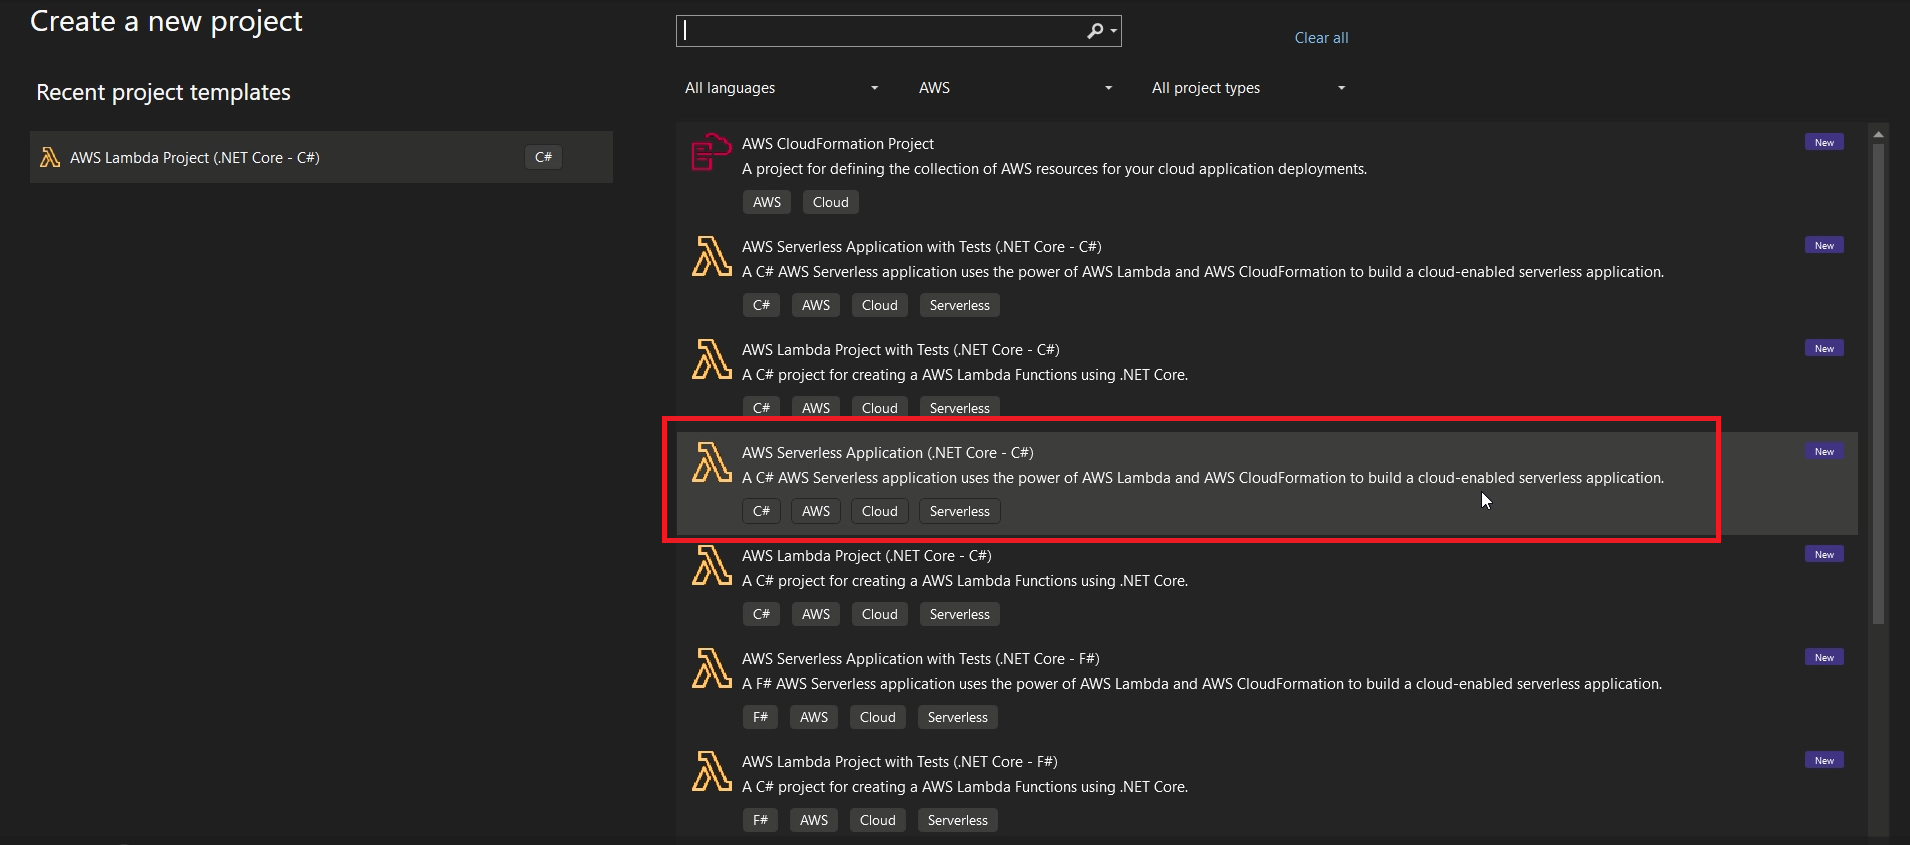 Create a new project
Clear all
Recent project templates
All languages
AWS
All project types
AWS Lambda Project (.NET Core - C#)
C#
AWS CloudFormation Project
New
A project for defining the collection of AWS resources for your cloud application deployments.
AWS Cloud
AWS Serverless Application with Tests (.NET Core - C#)
New
A C# AWS Serverless application uses the power of AWS Lambda and AWS CloudFormation to build a cloud-enabled serverless application.
C# AWS Cloud Serverless
AWS Lambda Project with Tests (.NET Core - C#)
New
A C# project for creating a AWS Lambda Functions using .NET Core.
C# AWS Cloud Serverless
AWS Serverless Application (.NET Core - C#)
New
A C# AWS Serverless application uses the power of AWS Lambda and AWS CloudFormation to build a cloud-enabled serverless application.
C# AWS Cloud Serverless
AWS Lambda Project (.NET Core - C#)
New
A C# project for creating a AWS Lambda Functions using .NET Core.
C# AWS Cloud Serverless
AWS Serverless Application with Tests (.NET Core - F#)
New
A F# AWS Serverless application uses the power of AWS Lambda and AWS CloudFormation to build a cloud-enabled serverless application.
F# AWS Cloud Serverless
AWS Lambda Project with Tests (.NET Core - F#)
New
A C# project for creating a AWS Lambda Functions using .NET Core.
F# AWS Cloud Serverless